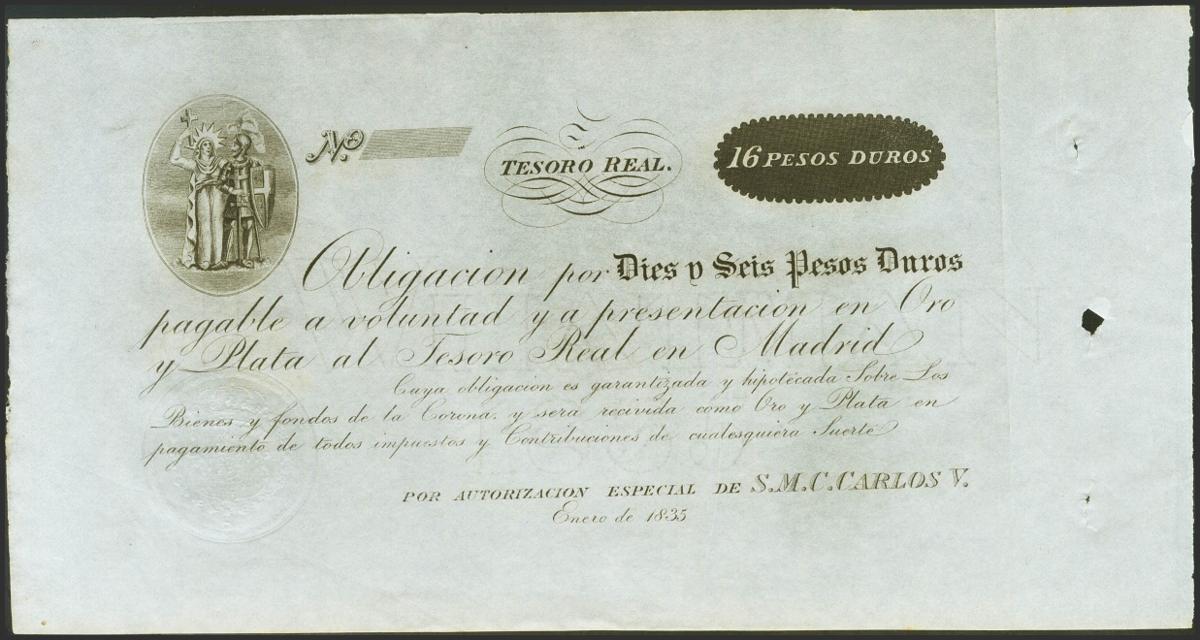 Nº
TESORO REAL.
16 PESOS DUROS
Obligacion por Dies y Seis Pesos Duros
pagable a voluntad y a presentacion en Oro
y Plata al Tesoro Real en Madrid
Cuya obligacion es garantizada y hipotécada Sobre Los
Bienes y fondos de la Corona, y sera recivida como Oro y Plata en
pagamiento de todos impuestos y Contribuciones de cualesquiera Suerte
POR AUTORIZACION ESPECIAL DE S.M.C. CARLOS V.
Enero de 1835